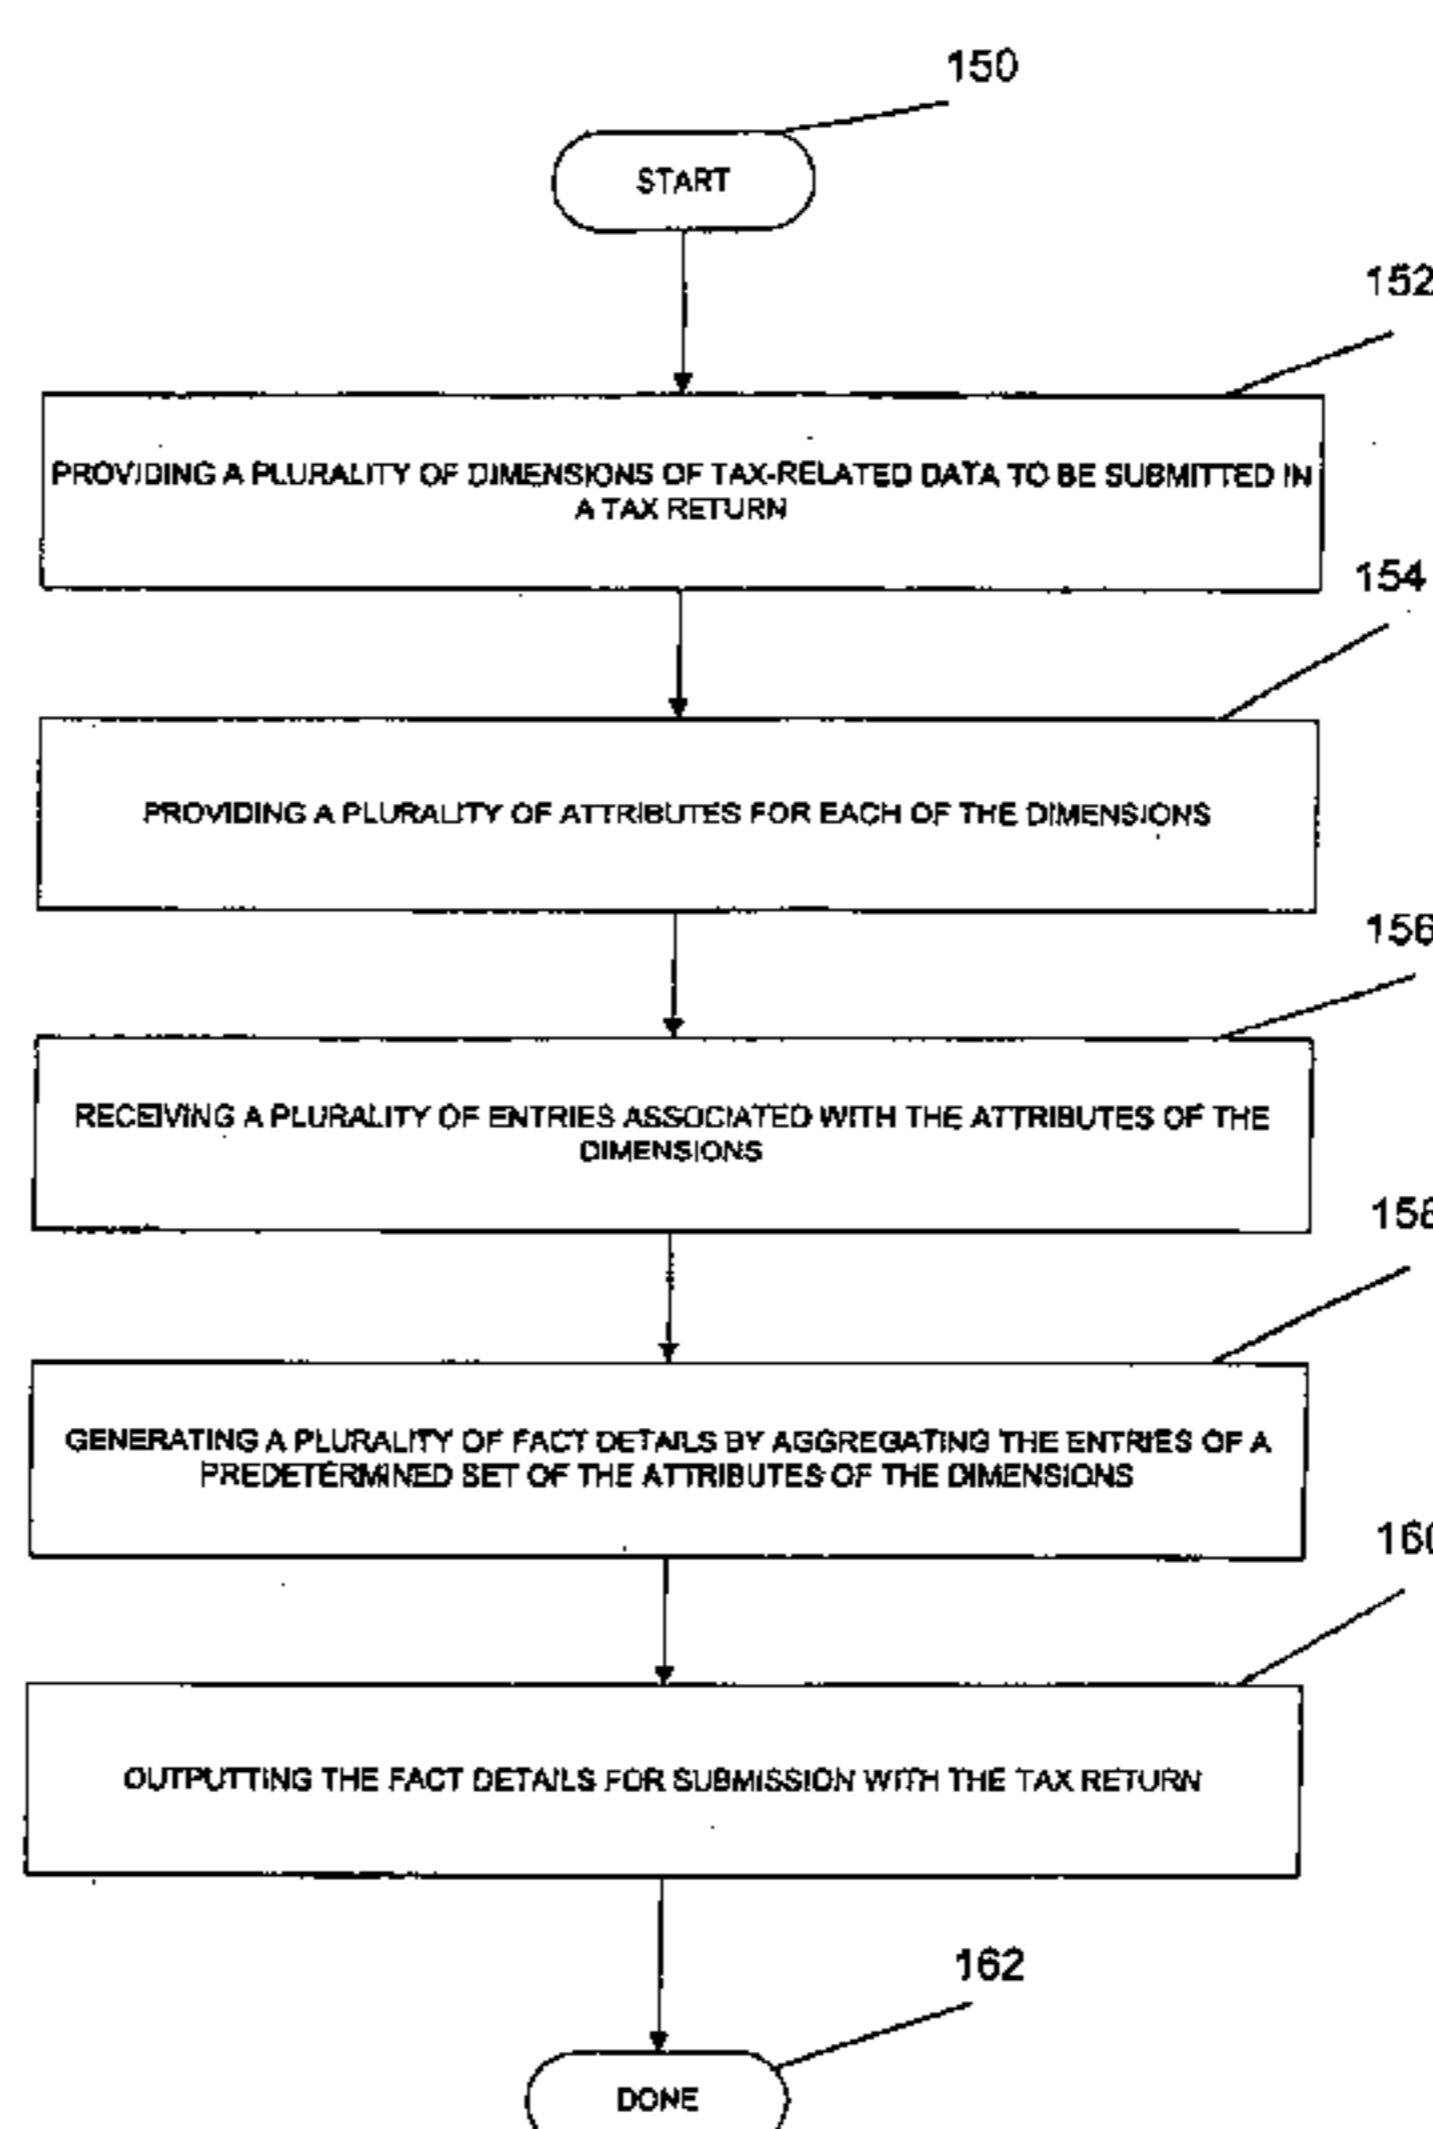 150
START
152
PROVIDING A PLURALITY OF DIMENSIONS OF TAX-RELATED DATA TO BE SUBMITTED IN
A TAX RETURN
154
PROVIDING A PLURALITY OF ATTRIBUTES FOR EACH OF THE DIMENSIONS
156
RECEIVING A PLURALITY OF ENTRIES ASSOCIATED WITH THE ATTRIBUTES OF THE
DIMENSIONS
158
GENERATING A PLURALITY OF FACT DETAILS BY AGGREGATING THE ENTRIES OF A
PREDETERMINED SET OF THE ATTRIBUTES OF THE DIMENSIONS
160
OUTPUTTING THE FACT DETAILS FOR SUBMISSION WITH THE TAX RETURN
162
DONE